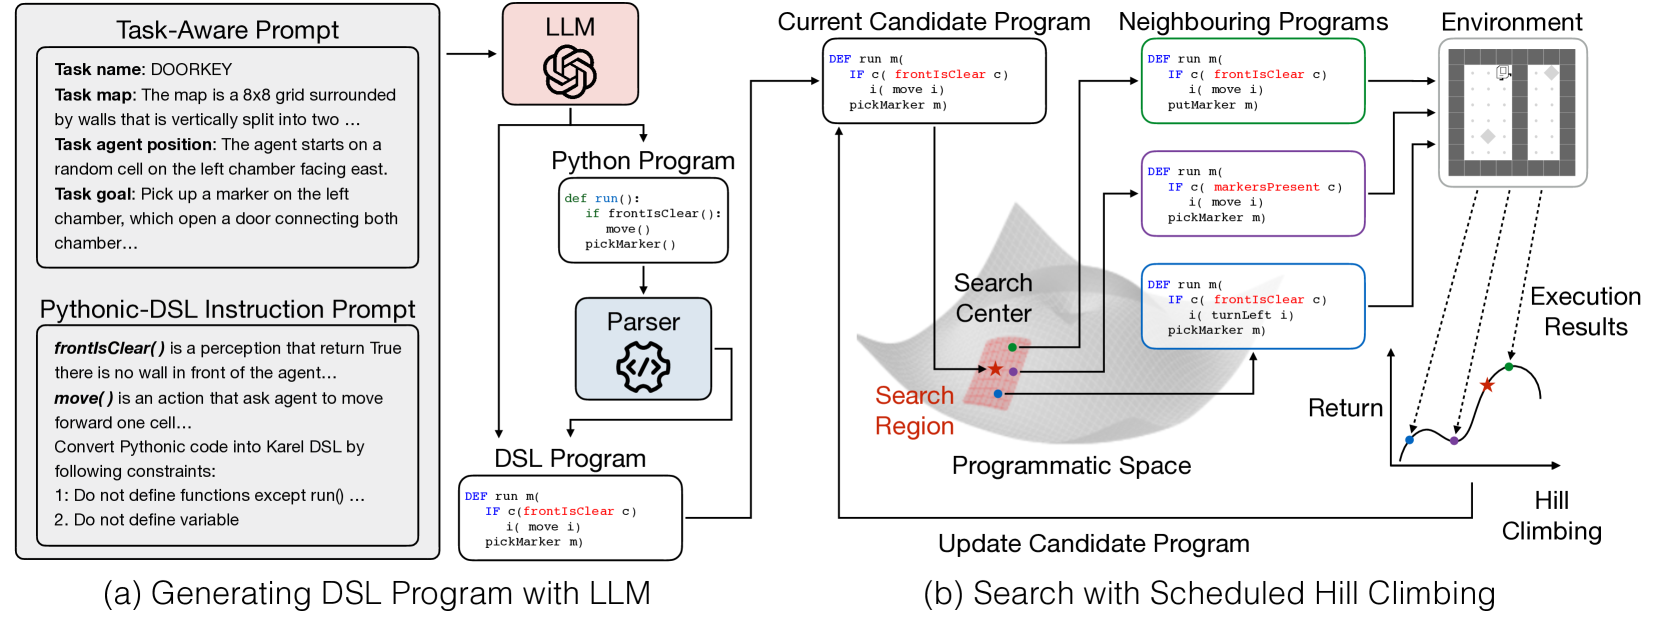 Task-Aware Prompt
Task name: DOORKEY
Task map: The map is a 8x8 grid surrounded
by walls that is vertically split into two ...
Task agent position: The agent starts on a
random cell on the left chamber facing east.
Task goal: Pick up a marker on the left
chamber, which open a door connecting both
chamber...
Pythonic-DSL Instruction Prompt
frontIsClear( ) is a perception that return True
there is no wall in front of the agent...
move( ) is an action that ask agent to move
forward one cell...
Convert Pythonic code into Karel DSL by
following constraints:
1: Do not define functions except run() ...
2. Do not define variable
LLM
Python Program
def run():
if frontIsClear():
move()
pickMarker()
Parser
</>
DSL Program
DEF run m(
IF c(frontIsClear c)
i( move i)
pickMarker m)
(a) Generating DSL Program with LLM
Current Candidate Program
DEF run m(
IF c( frontIsClear c)
i( move i)
pickMarker m)
Neighbouring Programs
DEF run m(
IF c( frontIsClear c)
i( move i)
putMarker m)
DEF run m(
IF c( markersPresent c)
i( move i)
pickMarker m)
DEF run m(
IF c( frontIsClear c)
i( turnLeft i)
pickMarker m)
Environment
Search
Center
Search
Region
Programmatic Space
Execution
Results
Return
Hill
Climbing
Update Candidate Program
(b) Search with Scheduled Hill Climbing